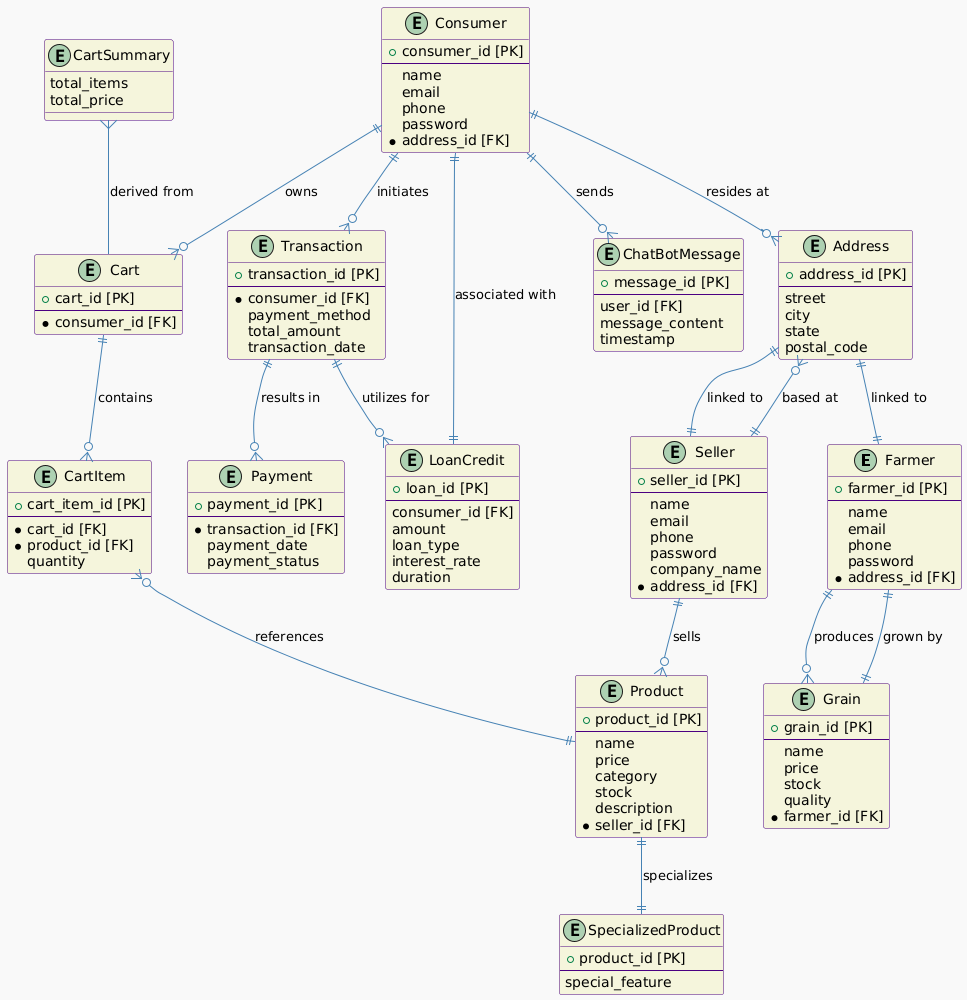 E Consumer
consumer_id [PK]
name
email
phone
password
address_id [FK]
E CartSummary
total_items
total_price
derived from
owns
initiates
sends
resides at
E Cart
cart_id [PK]
consumer_id [FK]
E Transaction
transaction_id [PK]
consumer_id [FK]
payment_method
total_amount
transaction_date
associated with
E ChatBotMessage
message_id [PK]
user_id [FK]
message_content
timestamp
E Address
address_id [PK]
street
city
state
postal_code
contains
results in
utilizes for
linked to
based at
linked to
E CartItem
cart_item_id [PK]
cart_id [FK]
product_id [FK]
quantity
E Payment
payment_id [PK]
transaction_id [FK]
payment_date
payment_status
E LoanCredit
loan_id [PK]
consumer_id [FK]
amount
loan_type
interest_rate
duration
E Seller
seller_id [PK]
name
email
phone
password
company_name
address_id [FK]
E Farmer
farmer_id [PK]
name
email
phone
password
address_id [FK]
references
sells
produces
grown by
E Product
product_id [PK]
name
price
category
stock
description
seller_id [FK]
E Grain
grain_id [PK]
name
price
stock
quality
farmer_id [FK]
specializes
E SpecializedProduct
product_id [PK]
special_feature